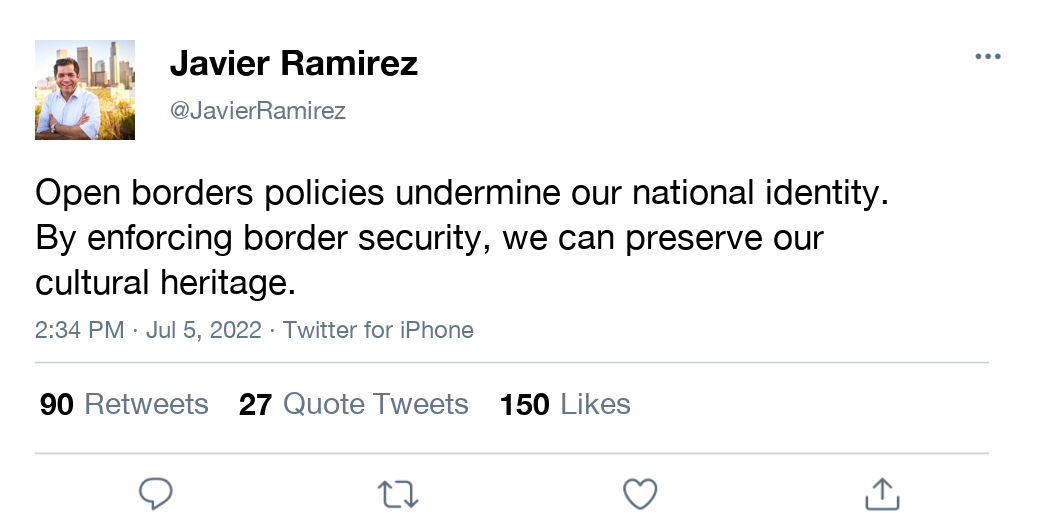 Javier Ramirez
@JavierRamirez
Open borders policies undermine our national identity.
By enforcing border security, we can preserve our
cultural heritage.
2:34 PM · Jul 5, 2022 · Twitter for iPhone
90 Retweets 27 Quote Tweets 150 Likes